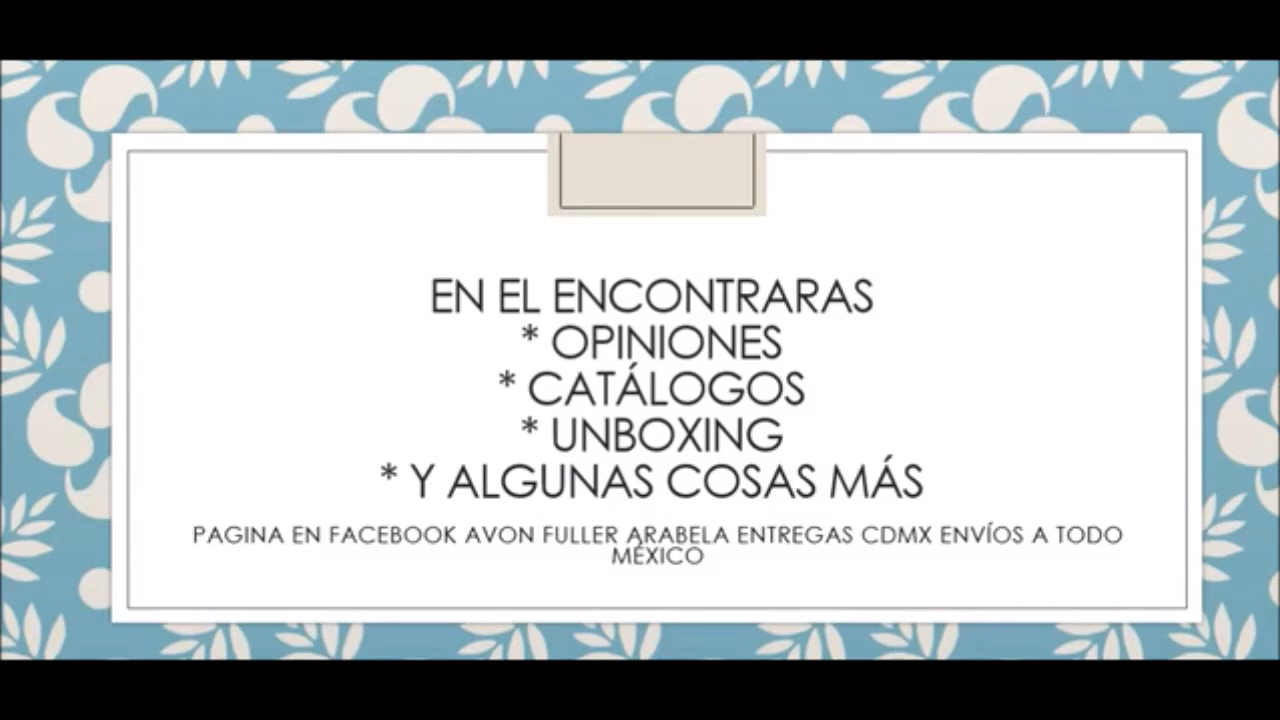 EN EL ENCONTRARAS
* OPINIONES
* CATÁLOGOS
* UNBOXING
* Y ALGUNAS COSAS MÁS
PAGINA EN FACEBOOK AVON FULLER ARABELA ENTREGAS CDMX ENVÍOS A TODO
MÉXICO